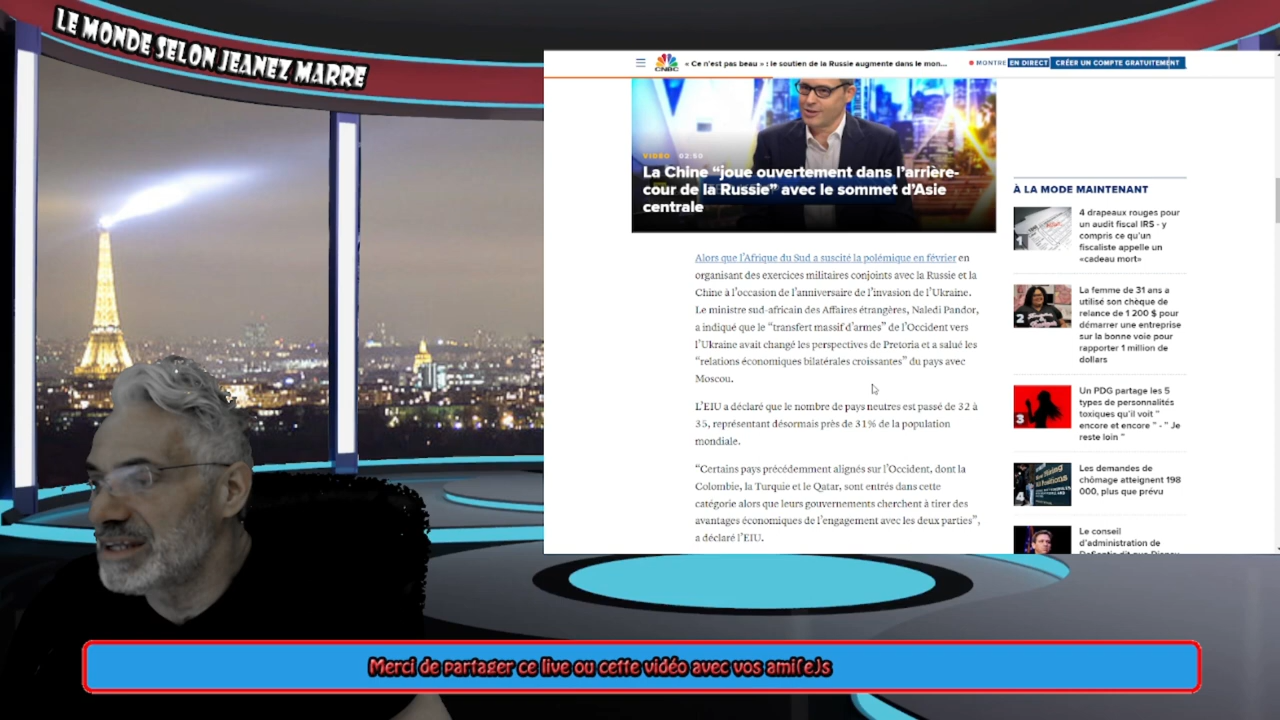 LE MONDE SELON JEANEZ MARRE
CNBC
« Ce n'est pas beau » : le soutien de la Russie augmente dans le mon...
MONTRE EN DIRECT
CRÉER UN COMPTE GRATUITEMENT
VIDÉO 02:50
La Chine “joue ouvertement dans l’arrière-
cour de la Russie” avec le sommet d’Asie
centrale
Alors que l’Afrique du Sud a suscité la polémique en février en
organisant des exercices militaires conjoints avec la Russie et la
Chine à l’occasion de l’anniversaire de l’invasion de l’Ukraine.
Le ministre sud-africain des Affaires étrangères, Naledi Pandor,
a indiqué que le “transfert massif d’armes” de l’Occident vers
l’Ukraine avait changé les perspectives de Pretoria et a salué les
“relations économiques bilatérales croissantes” du pays avec
Moscou.
L’EIU a déclaré que le nombre de pays neutres est passé de 32 à
35, représentant désormais près de 31% de la population
mondiale.
“Certains pays précédemment alignés sur l’Occident, dont la
Colombie, la Turquie et le Qatar, sont entrés dans cette
catégorie alors que leurs gouvernements cherchent à tirer des
avantages économiques de l’engagement avec les deux parties”,
a déclaré l’EIU.
À LA MODE MAINTENANT
1
4 drapeaux rouges pour
un audit fiscal IRS - y
compris ce qu'un
fiscaliste appelle un
«cadeau mort»
2
La femme de 31 ans a
utilisé son chèque de
relance de 1 200 $ pour
démarrer une entreprise
sur la bonne voie pour
rapporter 1 million de
dollars
3
Un PDG partage les 5
types de personnalités
toxiques qu'il voit "
encore et encore " - " Je
reste loin "
4
Les demandes de
chômage atteignent 198
000, plus que prévu
Le conseil
d'administration de
Merci de partager ce live ou cette vidéo avec vos ami(e)s